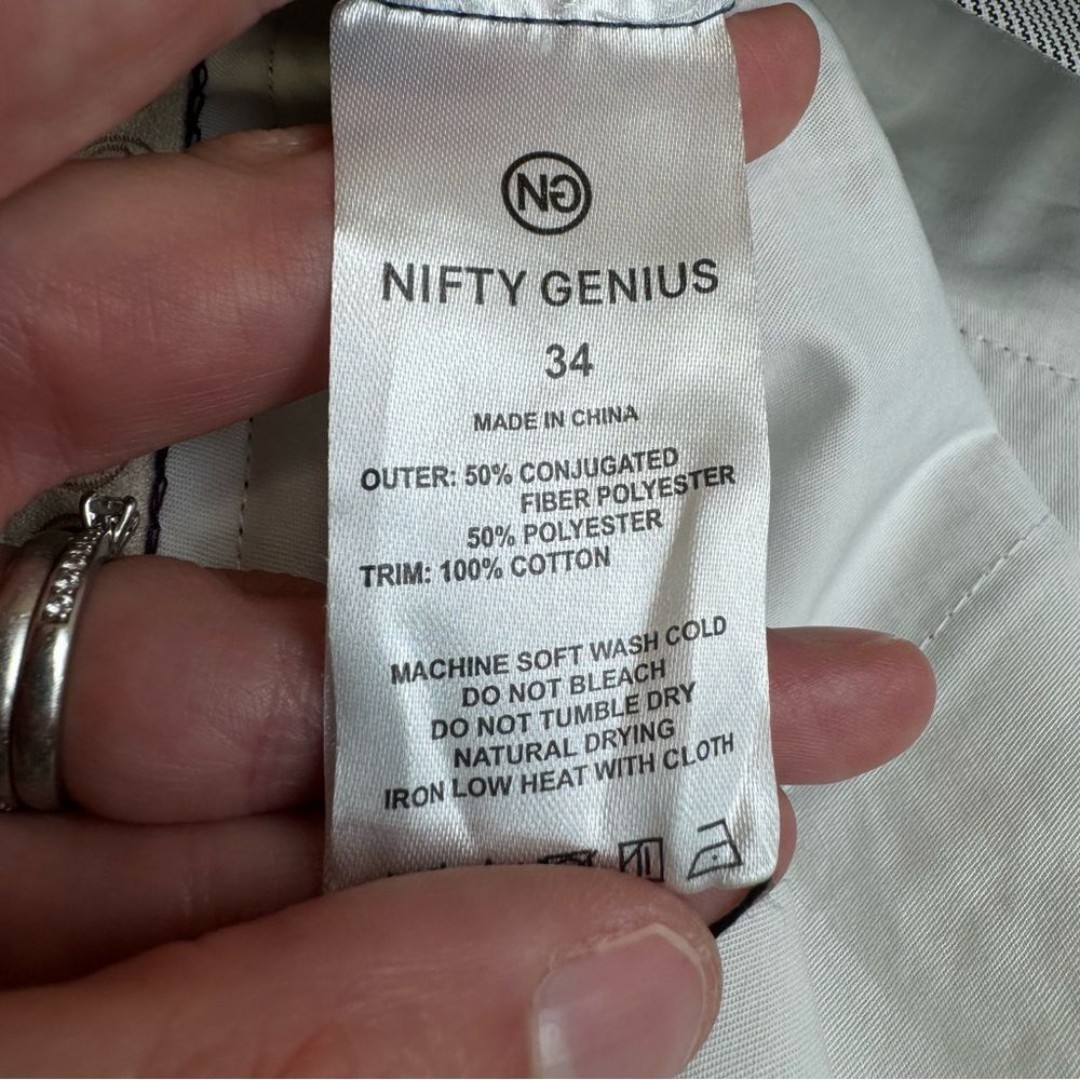 NG
NIFTY GENIUS
34
MADE IN CHINA
OUTER: 50% CONJUGATED
FIBER POLYESTER
50% POLYESTER
TRIM: 100% COTTON
MACHINE SOFT WASH COLD
DO NOT BLEACH
DO NOT TUMBLE DRY
NATURAL DRYING
IRON LOW HEAT WITH CLOTH